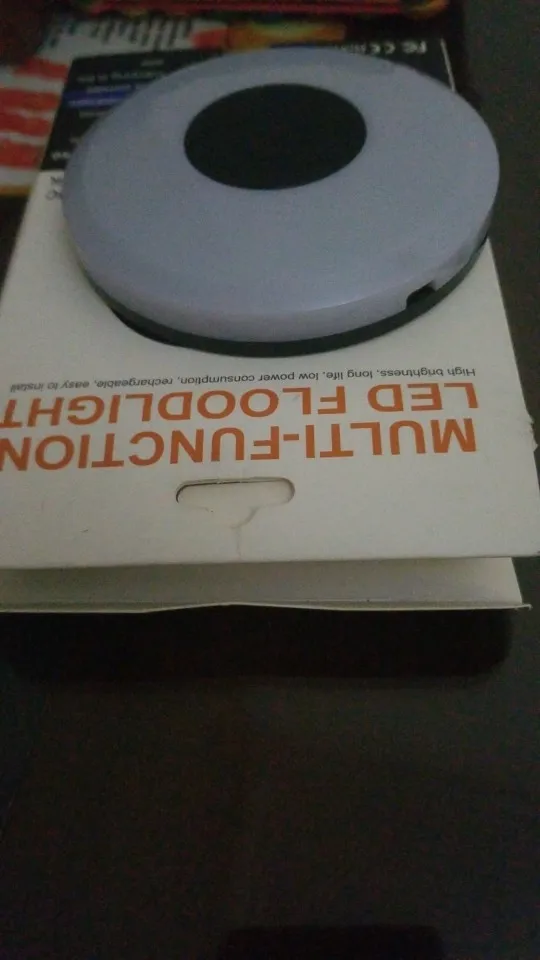 MULTI-FUNCTION
LED FLOODLIGHT
High brightness, long life, low power consumption, rechargeable, easy to install